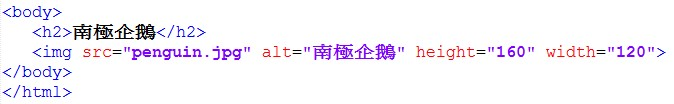 <body>
<h2>南極企鵝</h2>
<img src="penguin.jpg" alt="南極企鵝" height="160" width="120">
</body>
</html>